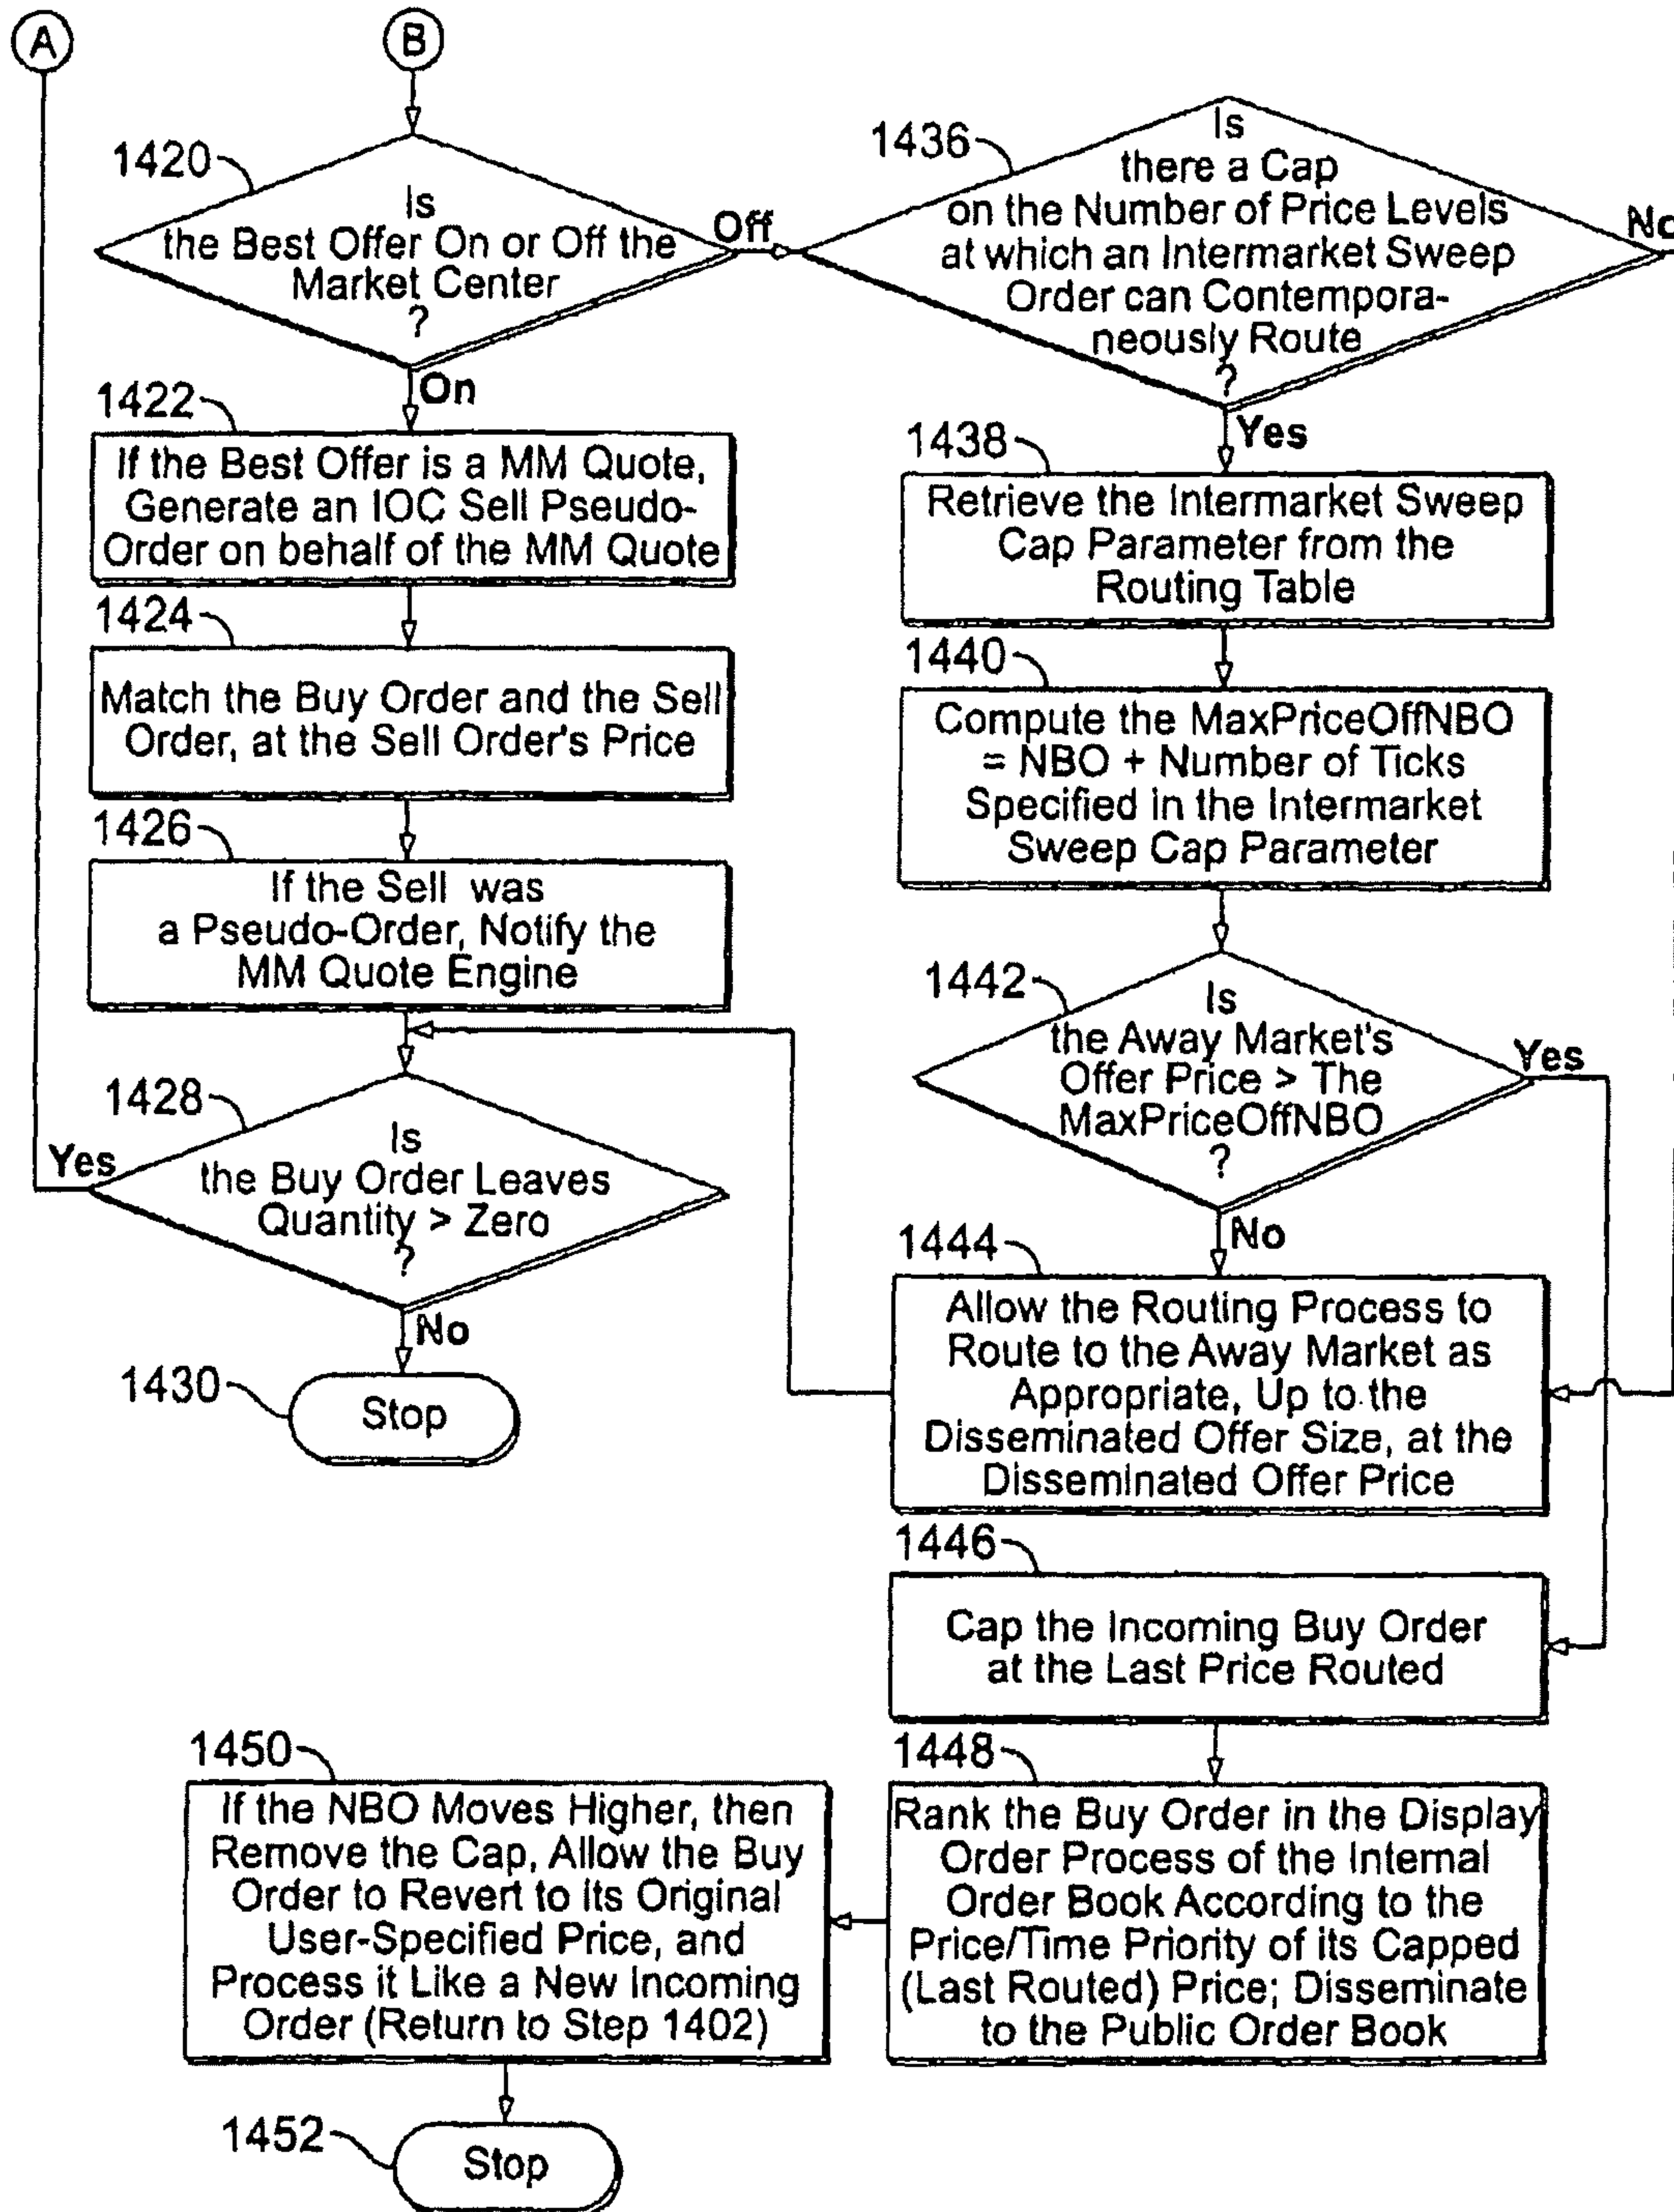 A
B
1420
Is
the Best Offer On or Off the
Market Center
?
Off
On
1422
If the Best Offer is a MM Quote,
Generate an IOC Sell Pseudo-
Order on behalf of the MM Quote
1424
Match the Buy Order and the Sell
Order, at the Sell Order's Price
1426
If the Sell was
a Pseudo-Order, Notify the
MM Quote Engine
1428
Is
the Buy Order Leaves
Quantity > Zero
?
Yes
No
1430
Stop
1436
Is
there a Cap
on the Number of Price Levels
at which an Intermarket Sweep
Order can Contempora-
neously Route
?
No
Yes
1438
Retrieve the Intermarket Sweep
Cap Parameter from the
Routing Table
1440
Compute the MaxPriceOffNBO
= NBO + Number of Ticks
Specified in the Intermarket
Sweep Cap Parameter
1442
Is
the Away Market's
Offer Price > The
MaxPriceOffNBO
?
Yes
No
1444
Allow the Routing Process to
Route to the Away Market as
Appropriate, Up to the
Disseminated Offer Size, at the
Disseminated Offer Price
1446
Cap the Incoming Buy Order
at the Last Price Routed
1448
Rank the Buy Order in the Display
Order Process of the Internal
Order Book According to the
Price/Time Priority of its Capped
(Last Routed) Price; Disseminate
to the Public Order Book
1450
If the NBO Moves Higher, then
Remove the Cap, Allow the Buy
Order to Revert to its Original
User-Specified Price, and
Process it Like a New Incoming
Order (Return to Step 1402)
1452
Stop